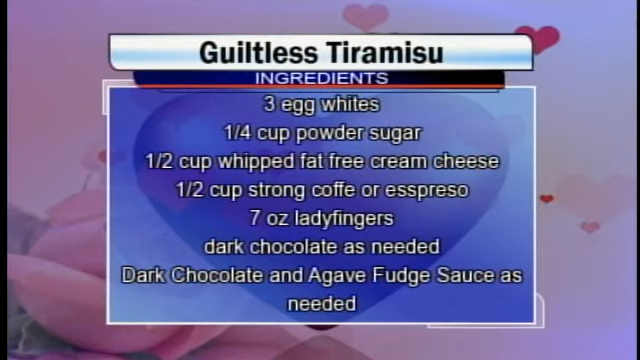 Guiltless Tiramisu
INGREDIENTS
3 egg whites
1/4 cup powder sugar
1/2 cup whipped fat free cream cheese
1/2 cup strong coffe or esspreso
7 oz ladyfingers
dark chocolate as needed
Dark Chocolate and Agave Fudge Sauce as
needed